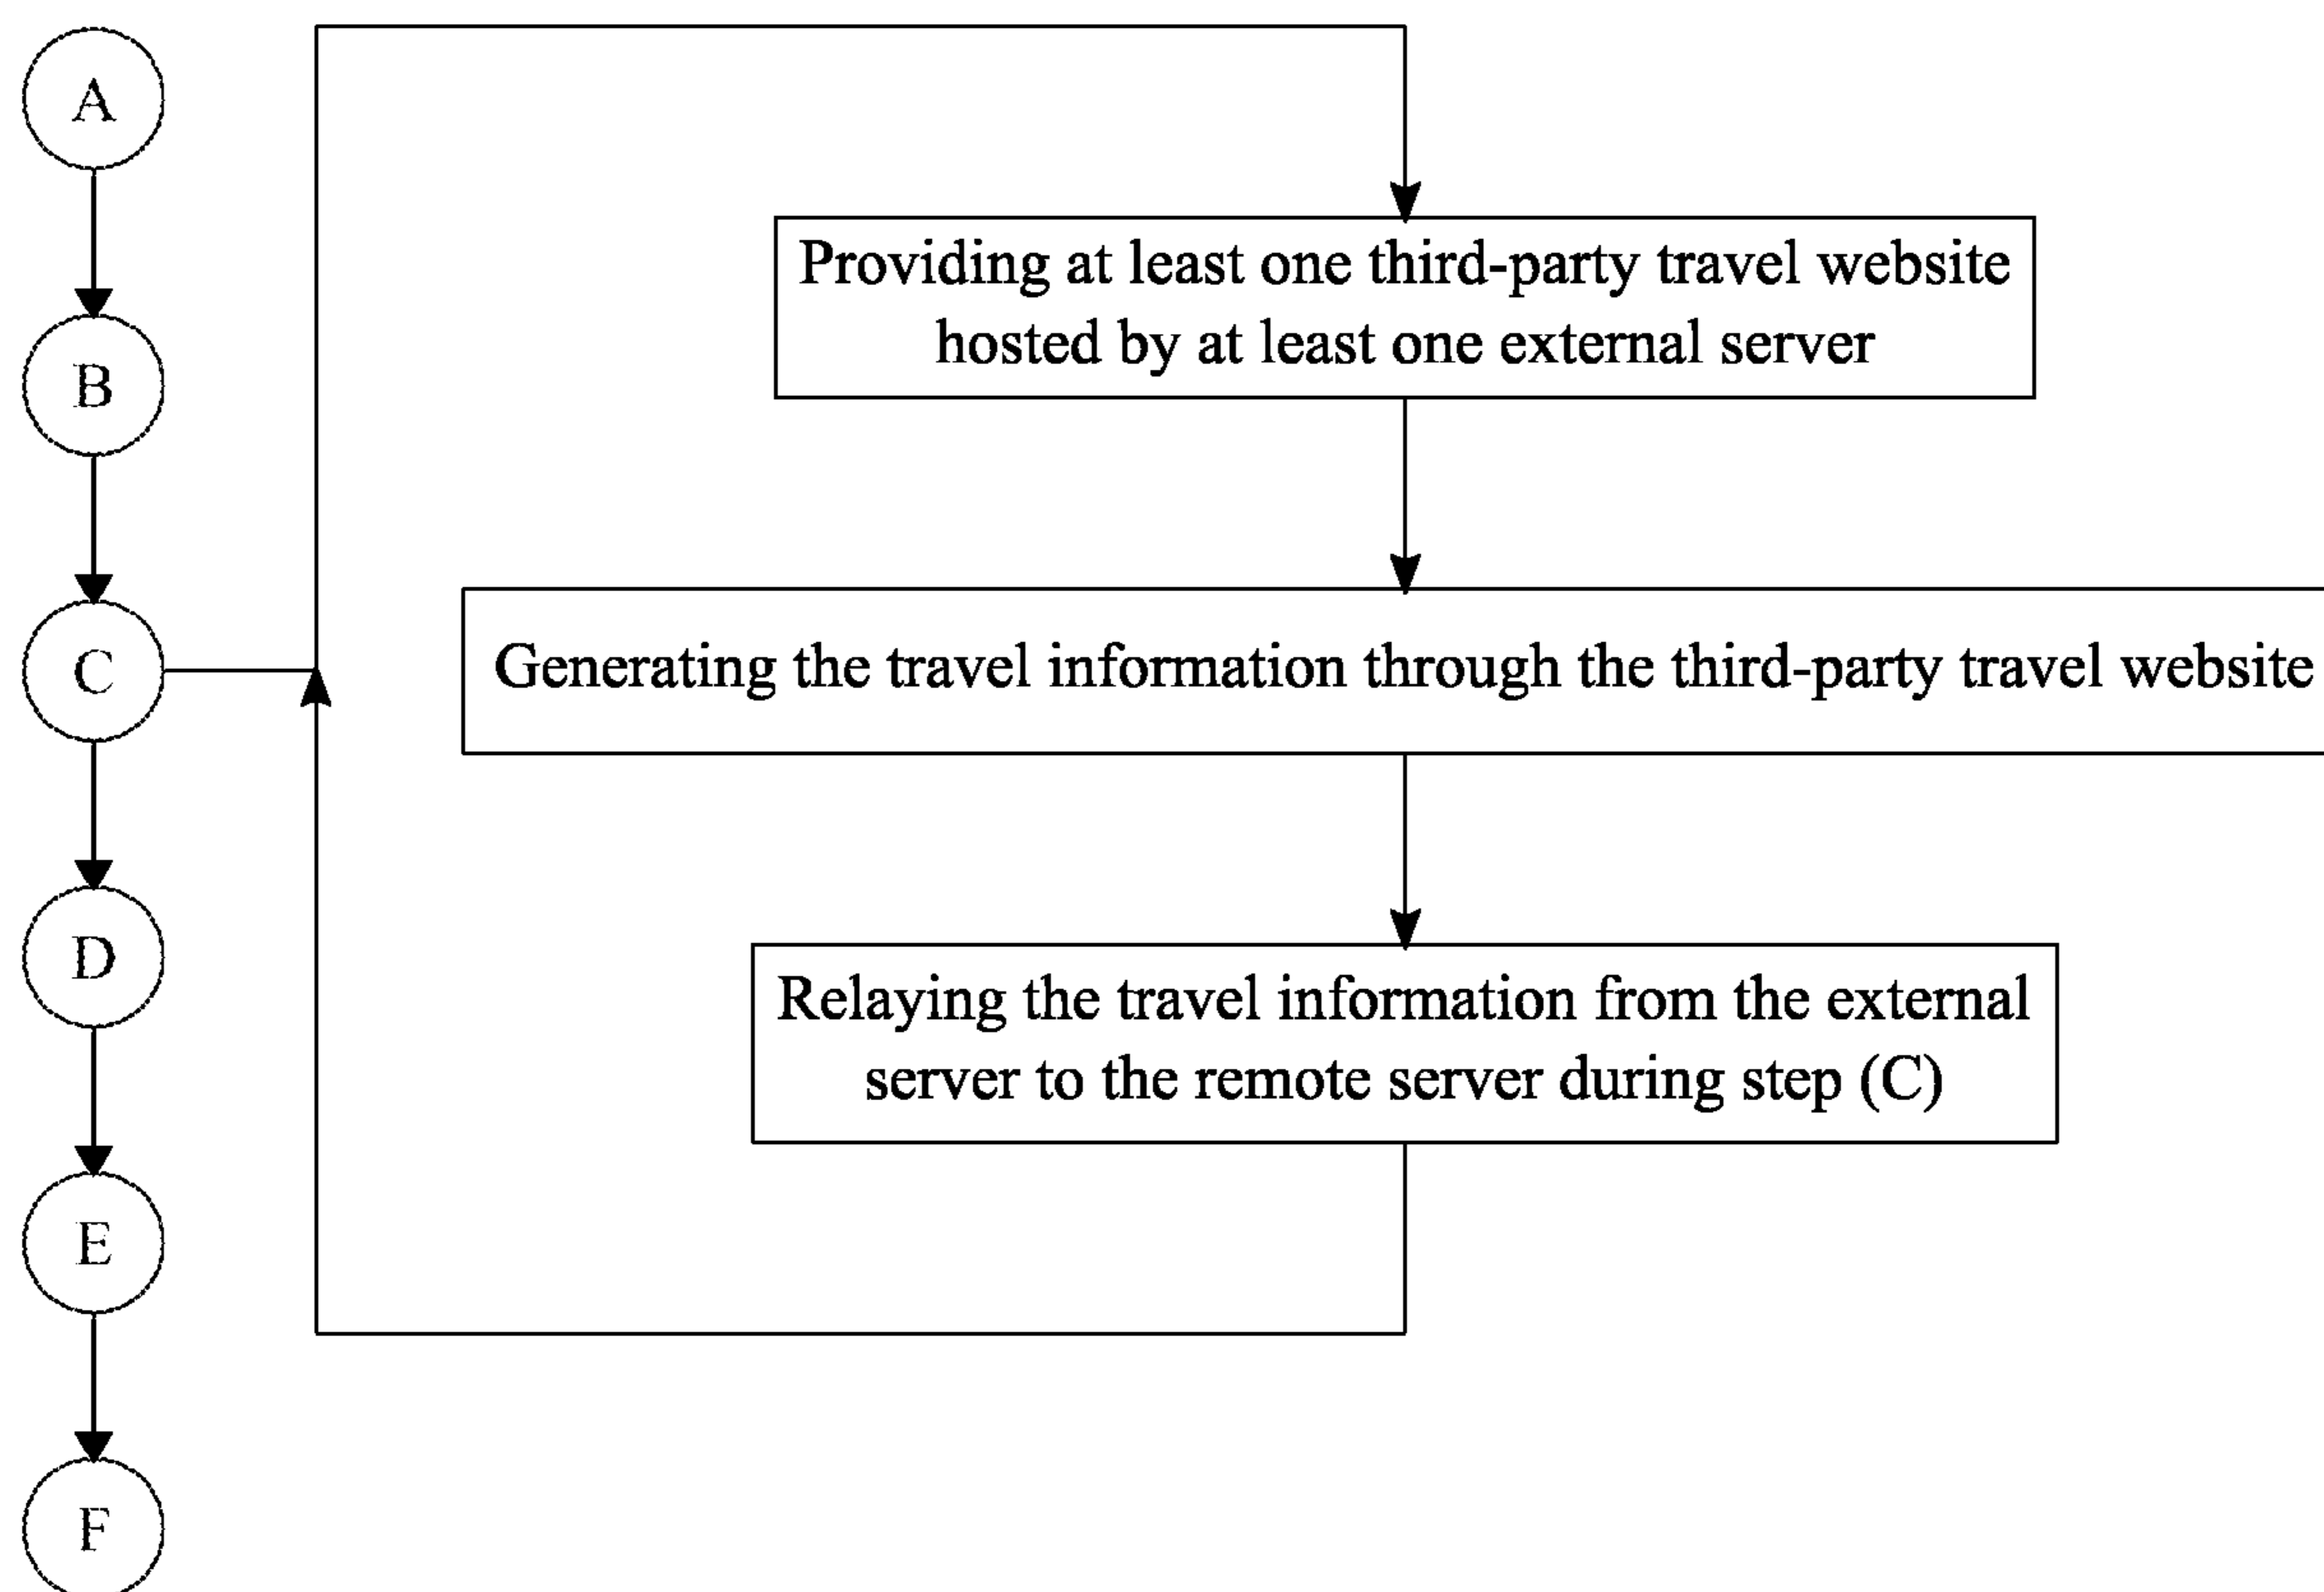 A
B
C
D
E
F
Providing at least one third-party travel website
hosted by at least one external server
Generating the travel information through the third-party travel website
Relaying the travel information from the external
server to the remote server during step (C)